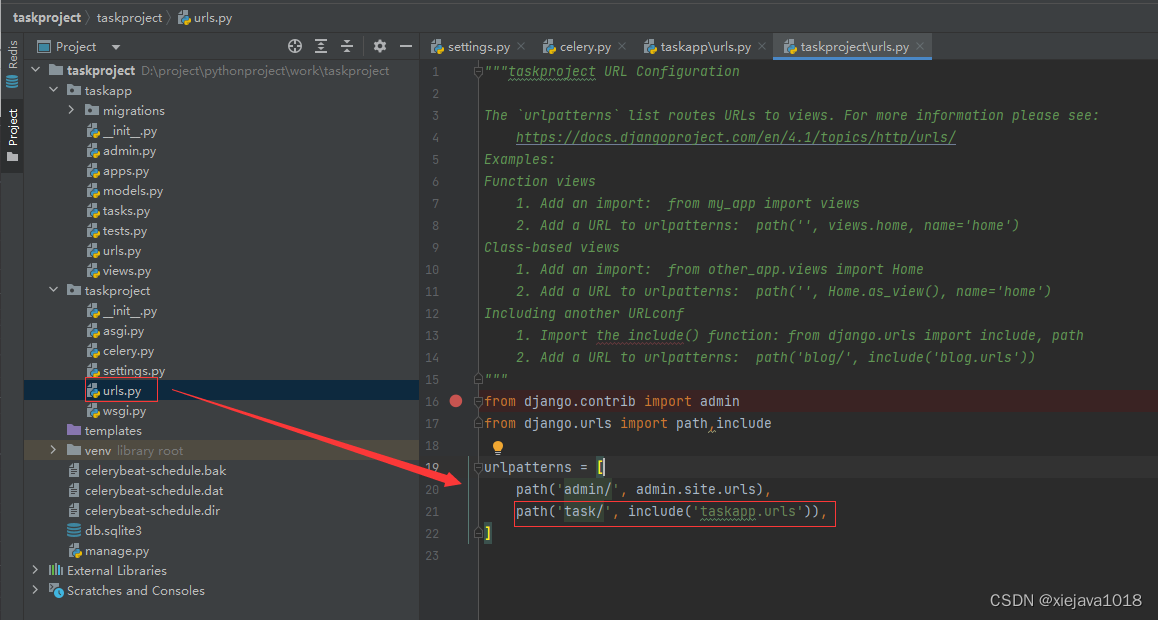 taskproject taskproject urls.py
Project
settings.py celery.py taskapp\urls.py taskproject\urls.py
Redis
Project
taskproject D:\project\pythonproject\work\taskproject
taskapp
migrations
__init__.py
admin.py
apps.py
models.py
tasks.py
tests.py
urls.py
views.py
taskproject
__init__.py
asgi.py
celery.py
settings.py
urls.py
wsgi.py
templates
venv library root
celerybeat-schedule.bak
celerybeat-schedule.dat
celerybeat-schedule.dir
db.sqlite3
manage.py
External Libraries
Scratches and Consoles
1 """taskproject URL Configuration
2
3 The `urlpatterns` list routes URLs to views. For more information please see:
4 https://docs.djangoproject.com/en/4.1/topics/http/urls/
5 Examples:
6 Function views
7 1. Add an import:  from my_app import views
8 2. Add a URL to urlpatterns:  path('', views.home, name='home')
9 Class-based views
10 1. Add an import:  from other_app.views import Home
11 2. Add a URL to urlpatterns:  path('', Home.as_view(), name='home')
12 Including another URLconf
13 1. Import the include() function: from django.urls import include, path
14 2. Add a URL to urlpatterns:  path('blog/', include('blog.urls'))
15 """
16 from django.contrib import admin
17 from django.urls import path,include
18
19 urlpatterns = [
20 path('admin/', admin.site.urls),
21 path('task/', include('taskapp.urls')),
22 ]
23
CSDN @xiejava1018